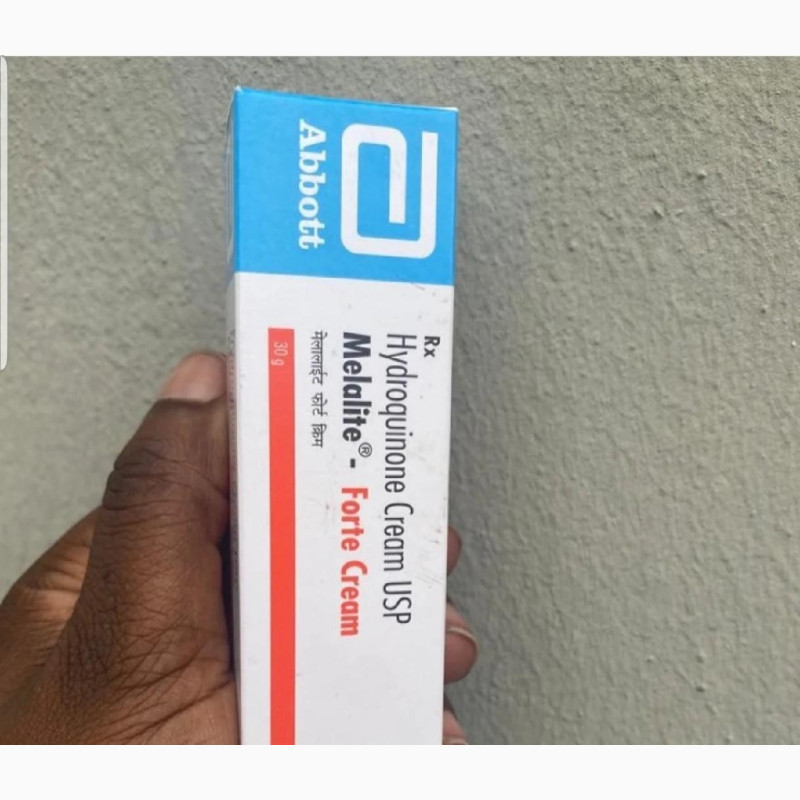 Abbott
Rx
Hydroquinone Cream USP
Melalite® - Forte Cream
मेलालाईट फोर्ट क्रिम
30 g